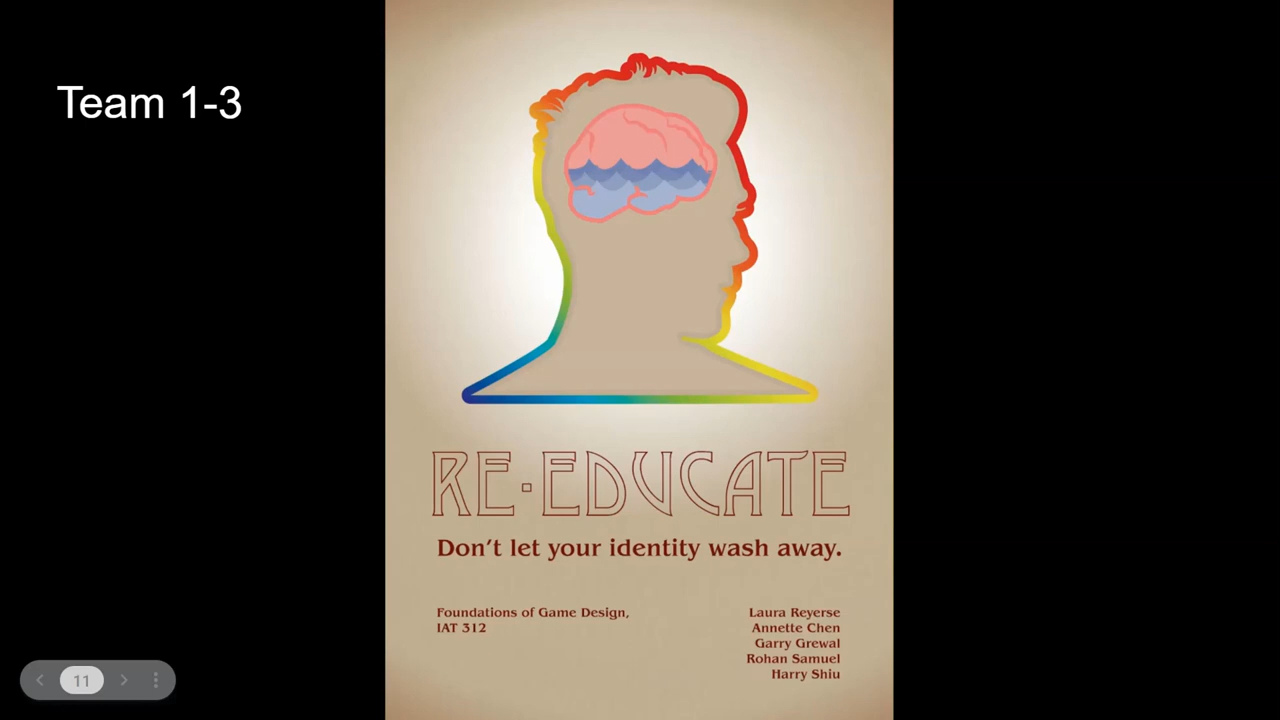 Team 1-3
RE-EDUCATE
Don't let your identity wash away.
Foundations of Game Design,
IAT 312
Laura Reyerse
Annette Chen
Garry Grewal
Rohan Samuel
Harry Shiu
11